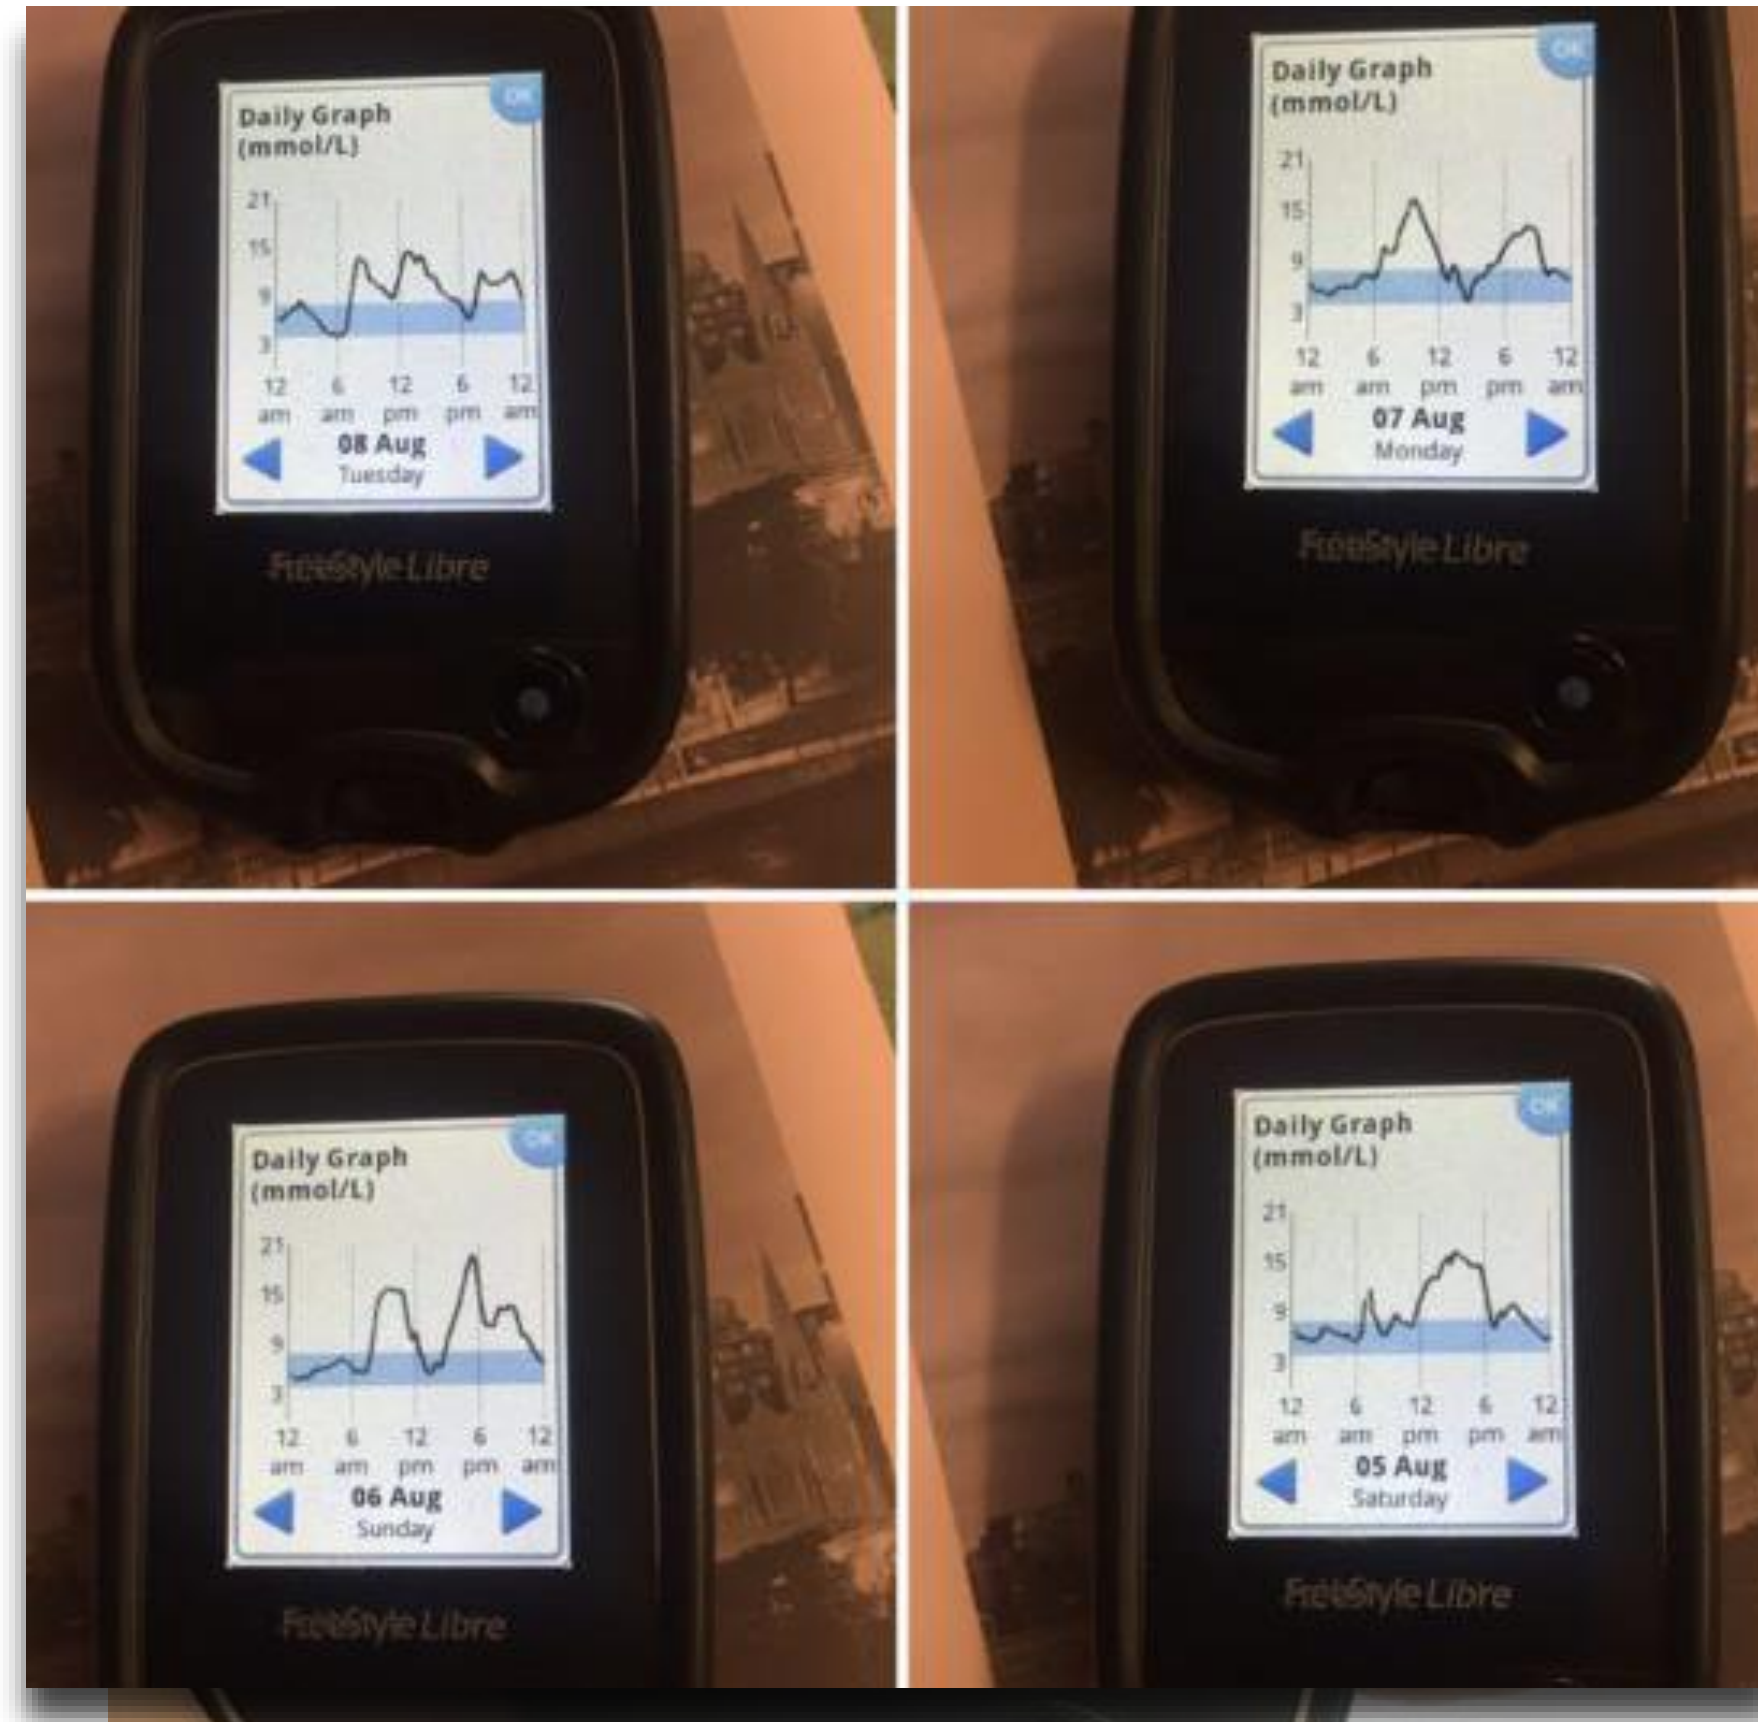 OK
Daily Graph
(mmol/L)
21
15
9
3
12 6 12 6 12
am am pm pm am
08 Aug
Tuesday
FreeStyle Libre
OK
Daily Graph
(mmol/L)
21
15
9
3
12 6 12 6 12
am am pm pm am
07 Aug
Monday
FreeStyle Libre
OK
Daily Graph
(mmol/L)
21
15
9
3
12 6 12 6 12
am am pm pm am
06 Aug
Sunday
FreeStyle Libre
OK
Daily Graph
(mmol/L)
21
15
9
3
12 6 12 6 12
am am pm pm am
05 Aug
Saturday
FreeStyle Libre